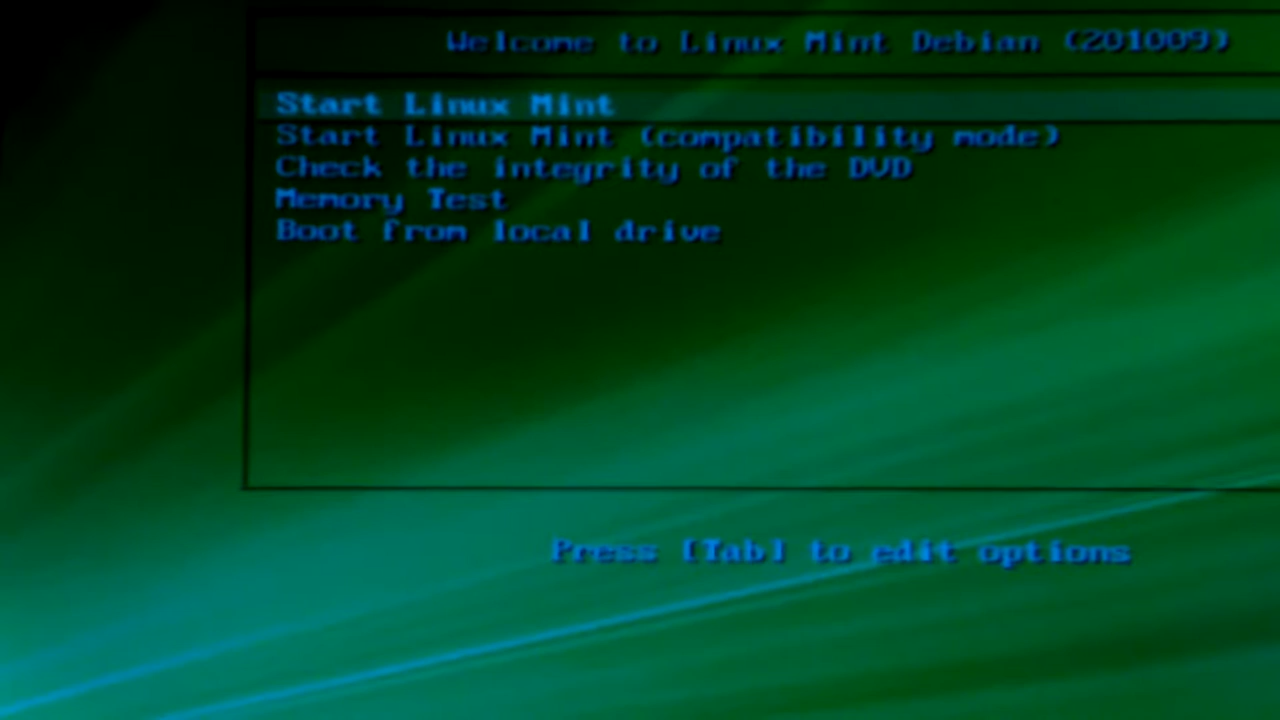 Welcome to Linux Mint Debian (201009)
Start Linux Mint
Start Linux Mint (compatibility mode)
Check the integrity of the DVD
Memory Test
Boot from local drive
Press [Tab] to edit options